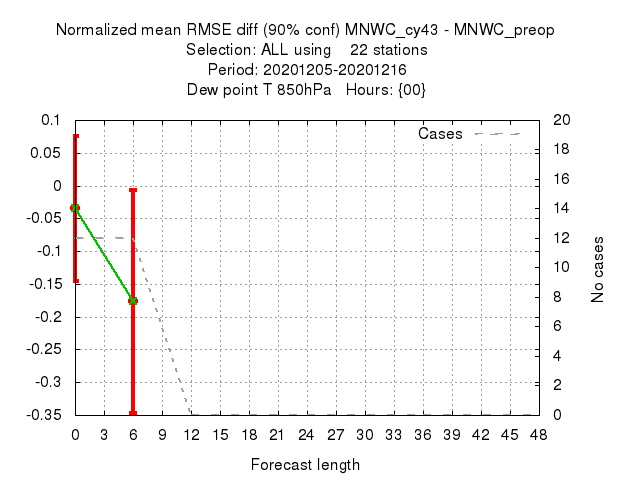 Normalized mean RMSE diff (90% conf) MNWC_cy43 - MNWC_preop
Selection: ALL using 22 stations
Period: 20201205-20201216
Dew point T 850hPa Hours: {00}
Cases
0.1
0.05
0
-0.05
-0.1
-0.15
-0.2
-0.25
-0.3
-0.35
20
18
16
14
12
10
8
6
4
2
0
No cases
0 3 6 9 12 15 18 21 24 27 30 33 36 39 42 45 48
Forecast length